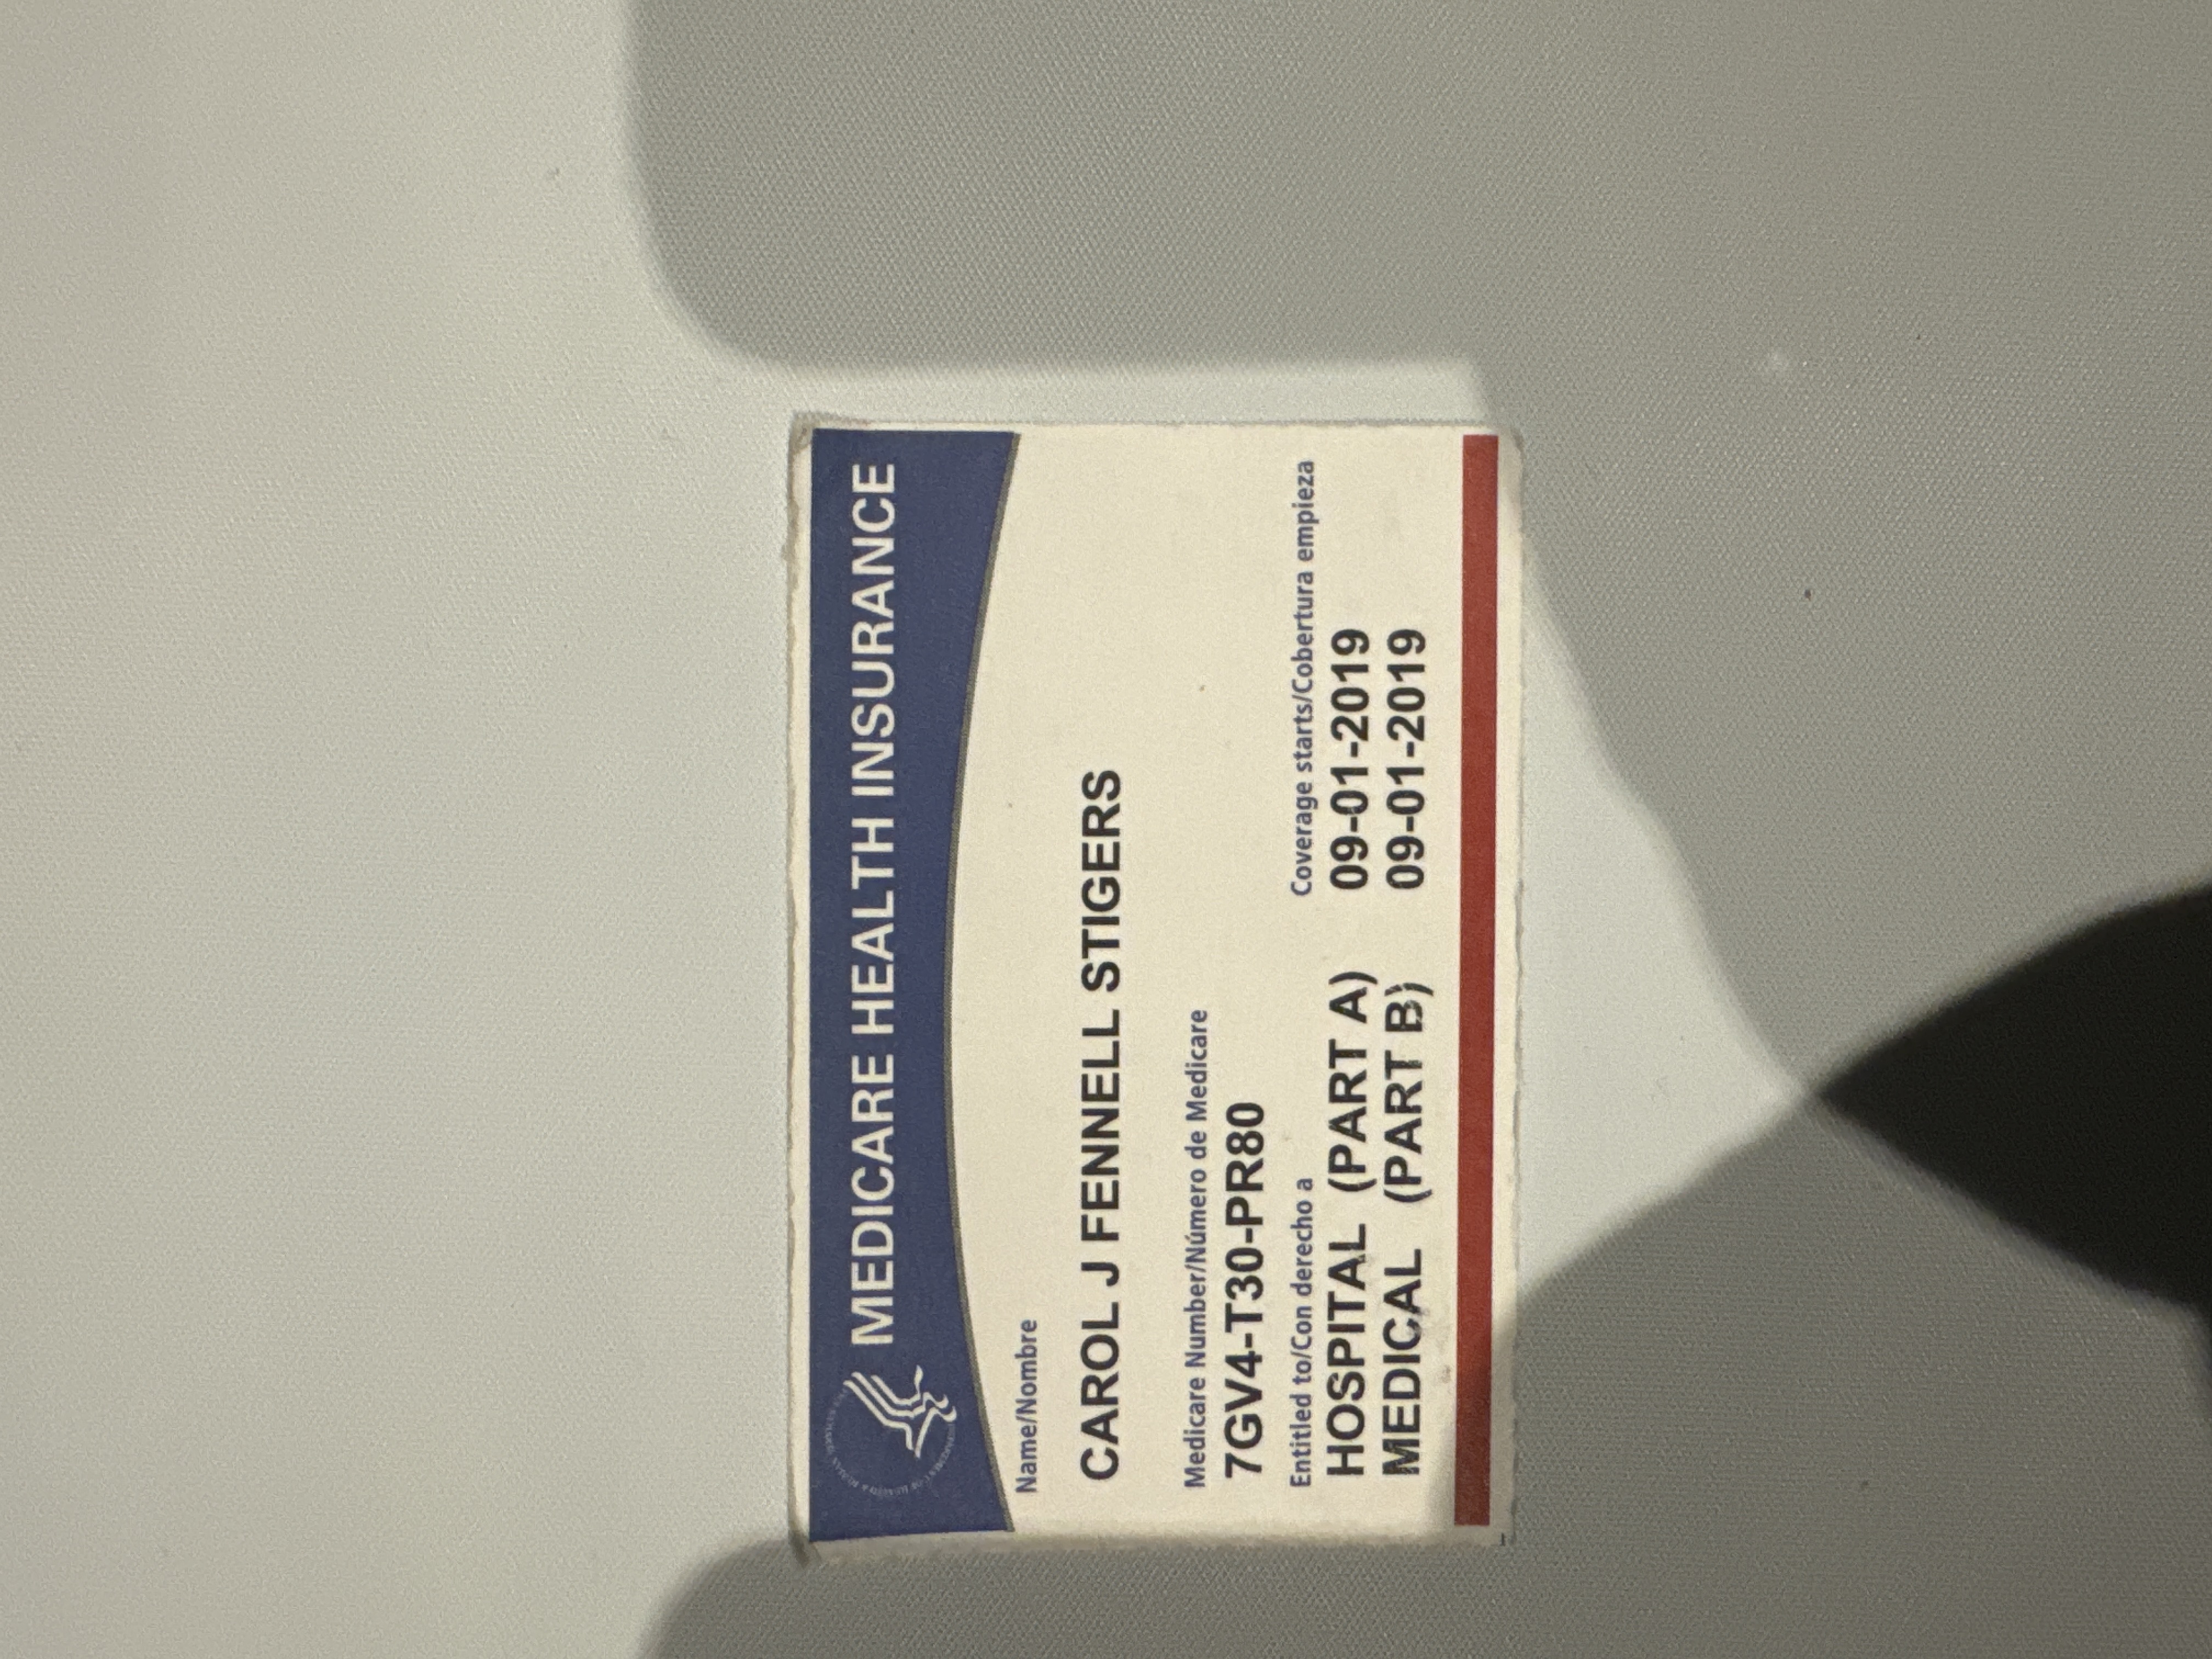 MEDICARE HEALTH INSURANCE
Name/Nombre
CAROL J FENNELL STIGERS
Medicare Number/Número de Medicare
7GV4-T30-PR80
Entitled to/Con derecho a Coverage starts/Cobertura empieza
HOSPITAL (PART A) 09-01-2019
MEDICAL (PART B) 09-01-2019